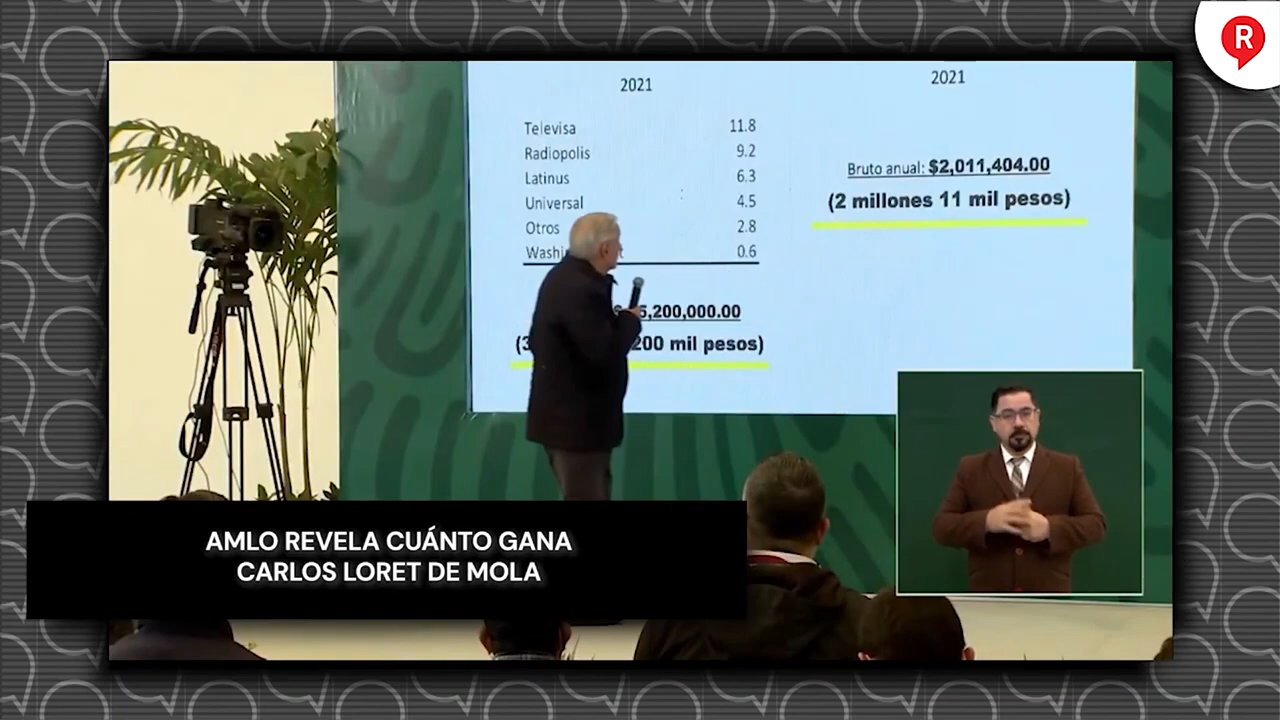 R
2021
Televisa 11.8
Radiopolis 9.2
Latinus 6.3
Universal 4.5
Otros 2.8
0.6
5,200,000.00
200 mil pesos)
2021
Bruto anual: $2,011,404.00
(2 millones 11 mil pesos)
AMLO REVELA CUÁNTO GANA
CARLOS LORET DE MOLA